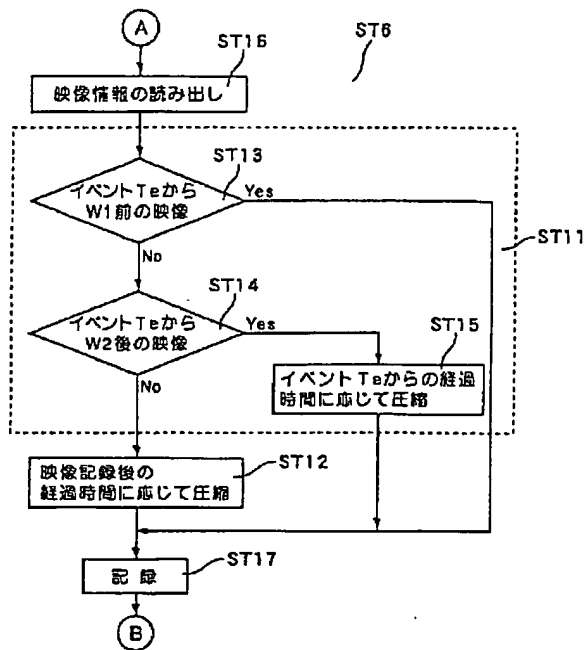 A
ST16
ST6
映像情報の読み出し
ST13
イベントTeから
W1前の映像
Yes
ST11
No
ST14
イベントTeから
W2後の映像
Yes
ST15
イベントTeからの経過
時間に応じて圧縮
No
ST12
映像記録後の
経過時間に応じて圧縮
ST17
記録
B